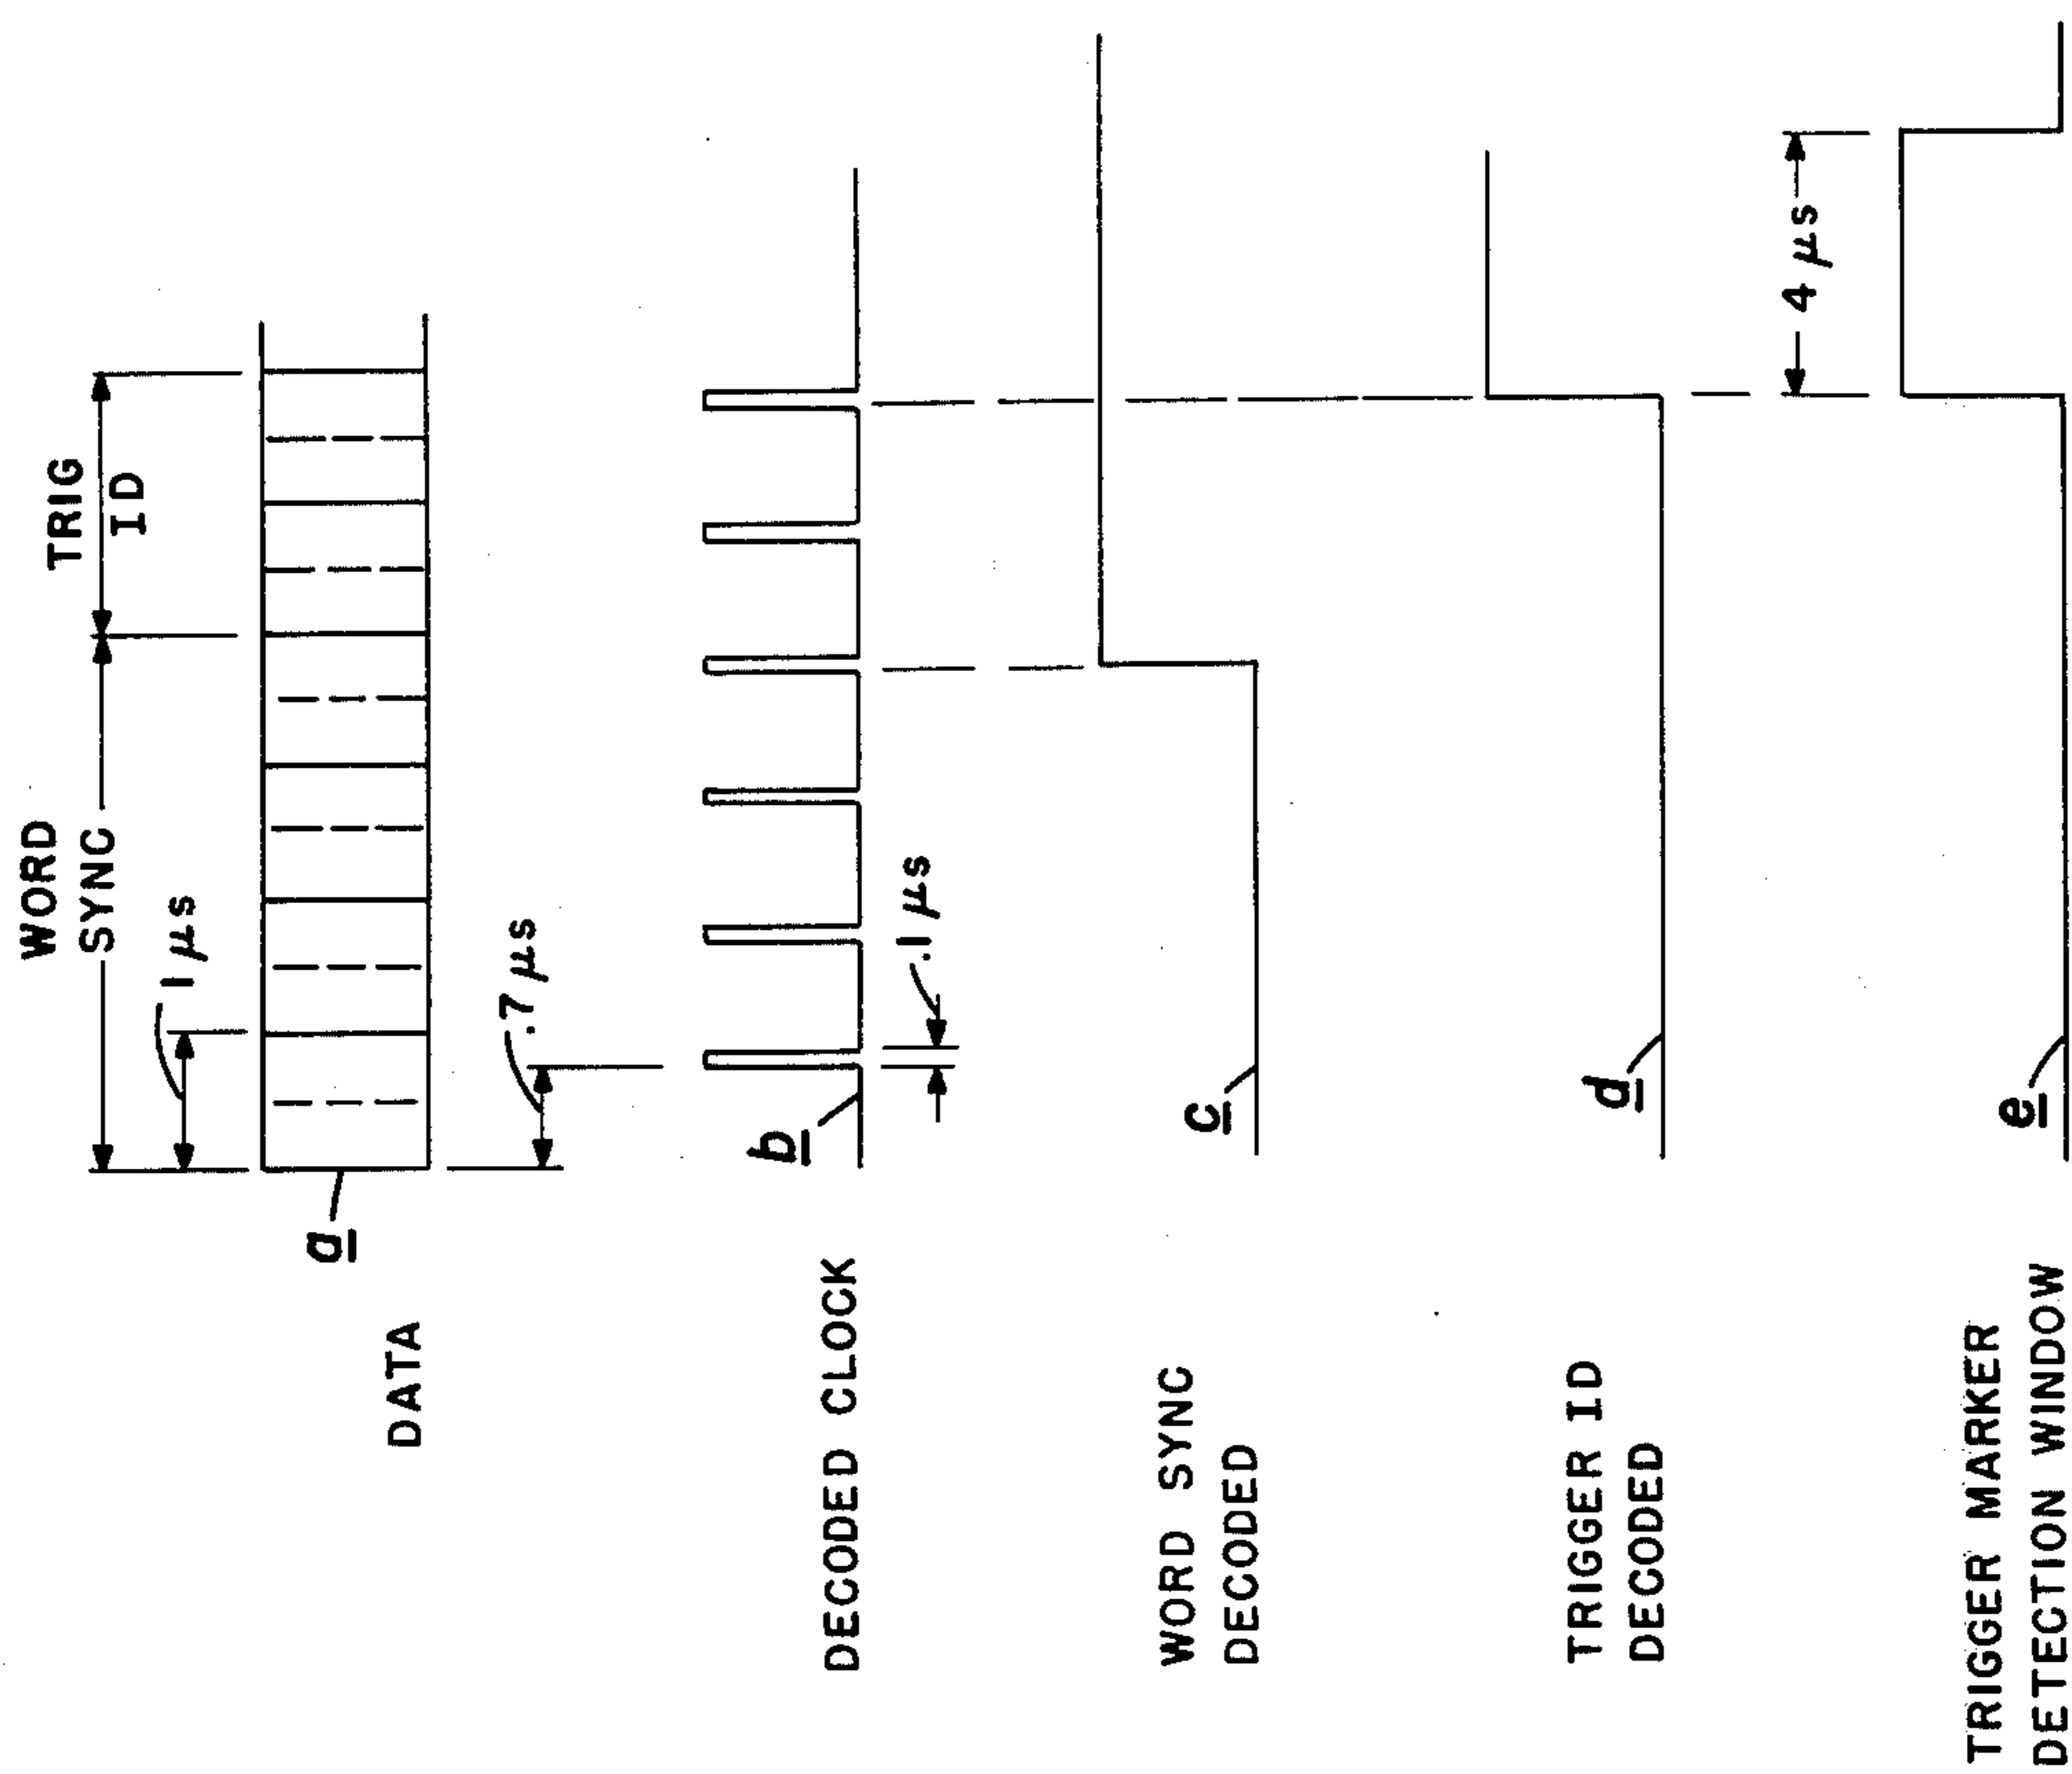 WORD
SYNC
TRIG
ID
1 μs
a
DATA
.7 μs
b
DECODED CLOCK
.1 μs
c
WORD SYNC
DECODED
d
TRIGGER ID
DECODED
4 μs
e
TRIGGER MARKER
DETECTION WINDOW